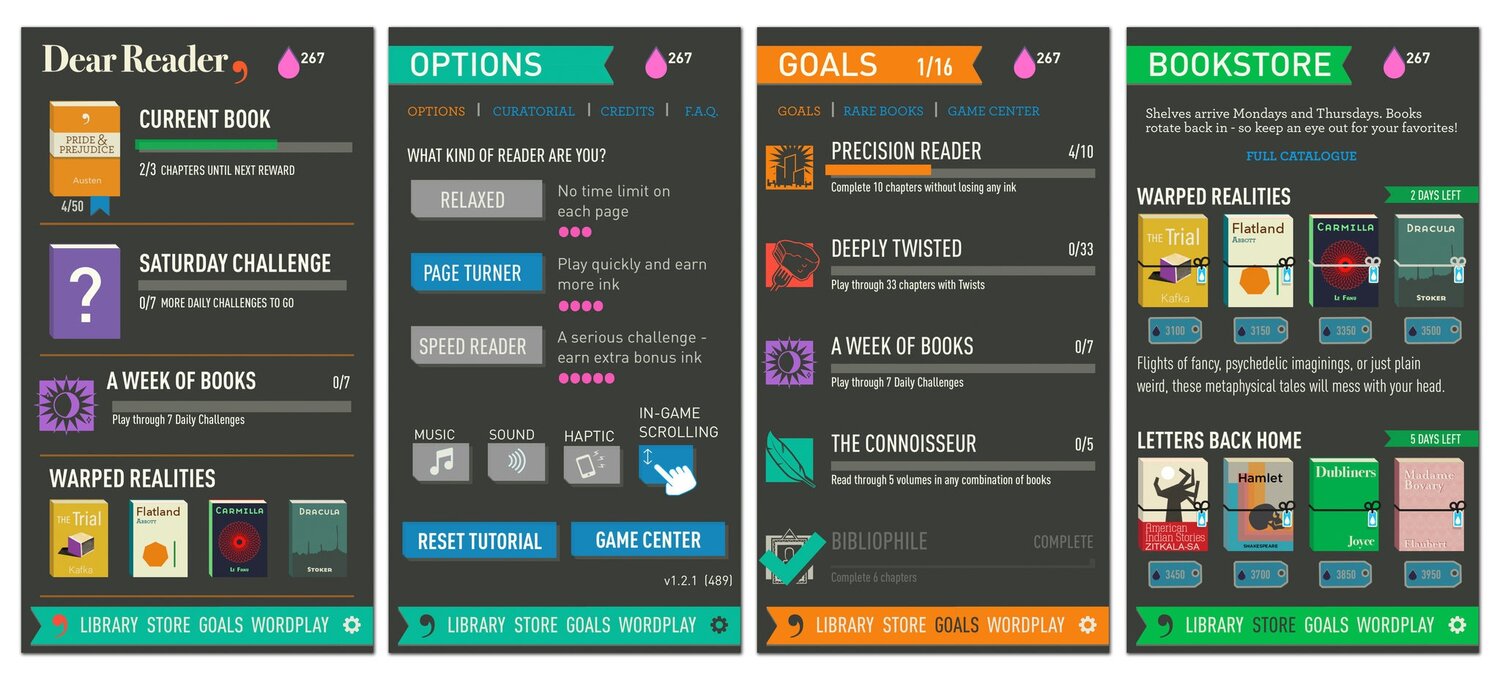 Dear Reader,
267
PRIDE &
PREJUDICE
Austen
4/50
CURRENT BOOK
2/3 CHAPTERS UNTIL NEXT REWARD
?
SATURDAY CHALLENGE
0/7 MORE DAILY CHALLENGES TO GO
A WEEK OF BOOKS 0/7
Play through 7 Daily Challenges
WARPED REALITIES
THE Trial
Kafka
Flatland
ABBOTT
CARMILLA
LE FANU
DRACULA
STOKER
LIBRARY STORE GOALS WORDPLAY
OPTIONS
267
OPTIONS | CURATORIAL | CREDITS | F.A.Q.
WHAT KIND OF READER ARE YOU?
RELAXED
No time limit on
each page
PAGE TURNER
Play quickly and earn
more ink
SPEED READER
A serious challenge -
earn extra bonus ink
MUSIC
SOUND
HAPTIC
IN-GAME
SCROLLING
RESET TUTORIAL
GAME CENTER
v1.2.1 (489)
LIBRARY STORE GOALS WORDPLAY
GOALS 1/16
267
GOALS | RARE BOOKS | GAME CENTER
PRECISION READER 4/10
Complete 10 chapters without losing any ink
DEEPLY TWISTED 0/33
Play through 33 chapters with Twists
A WEEK OF BOOKS 0/7
Play through 7 Daily Challenges
THE CONNOISSEUR 0/5
Read through 5 volumes in any combination of books
BIBLIOPHILE COMPLETE
Complete 6 chapters
LIBRARY STORE GOALS WORDPLAY
BOOKSTORE
267
Shelves arrive Mondays and Thursdays. Books
rotate back in - so keep an eye out for your favorites!
FULL CATALOGUE
WARPED REALITIES 2 DAYS LEFT
THE Trial
Kafka
Flatland
ABBOTT
CARMILLA
LE FANU
DRACULA
STOKER
3100 3150 3350 3500
Flights of fancy, psychedelic imaginings, or just plain
weird, these metaphysical tales will mess with your head.
LETTERS BACK HOME 5 DAYS LEFT
American
Indian Stories
ZITKALA-SA
Hamlet
SHAKESPEARE
Dubliners
Joyce
Madame
Bovary
Flaubert
3450 3700 3850 3950
LIBRARY STORE GOALS WORDPLAY